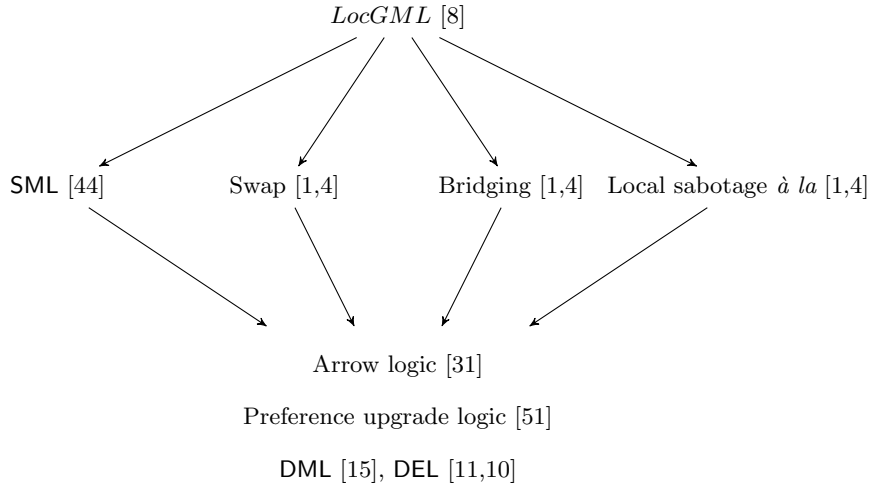 LocGML [8]
SML [44] Swap [1,4] Bridging [1,4] Local sabotage à la [1,4]
Arrow logic [31]
Preference upgrade logic [51]
DML [15], DEL [11,10]